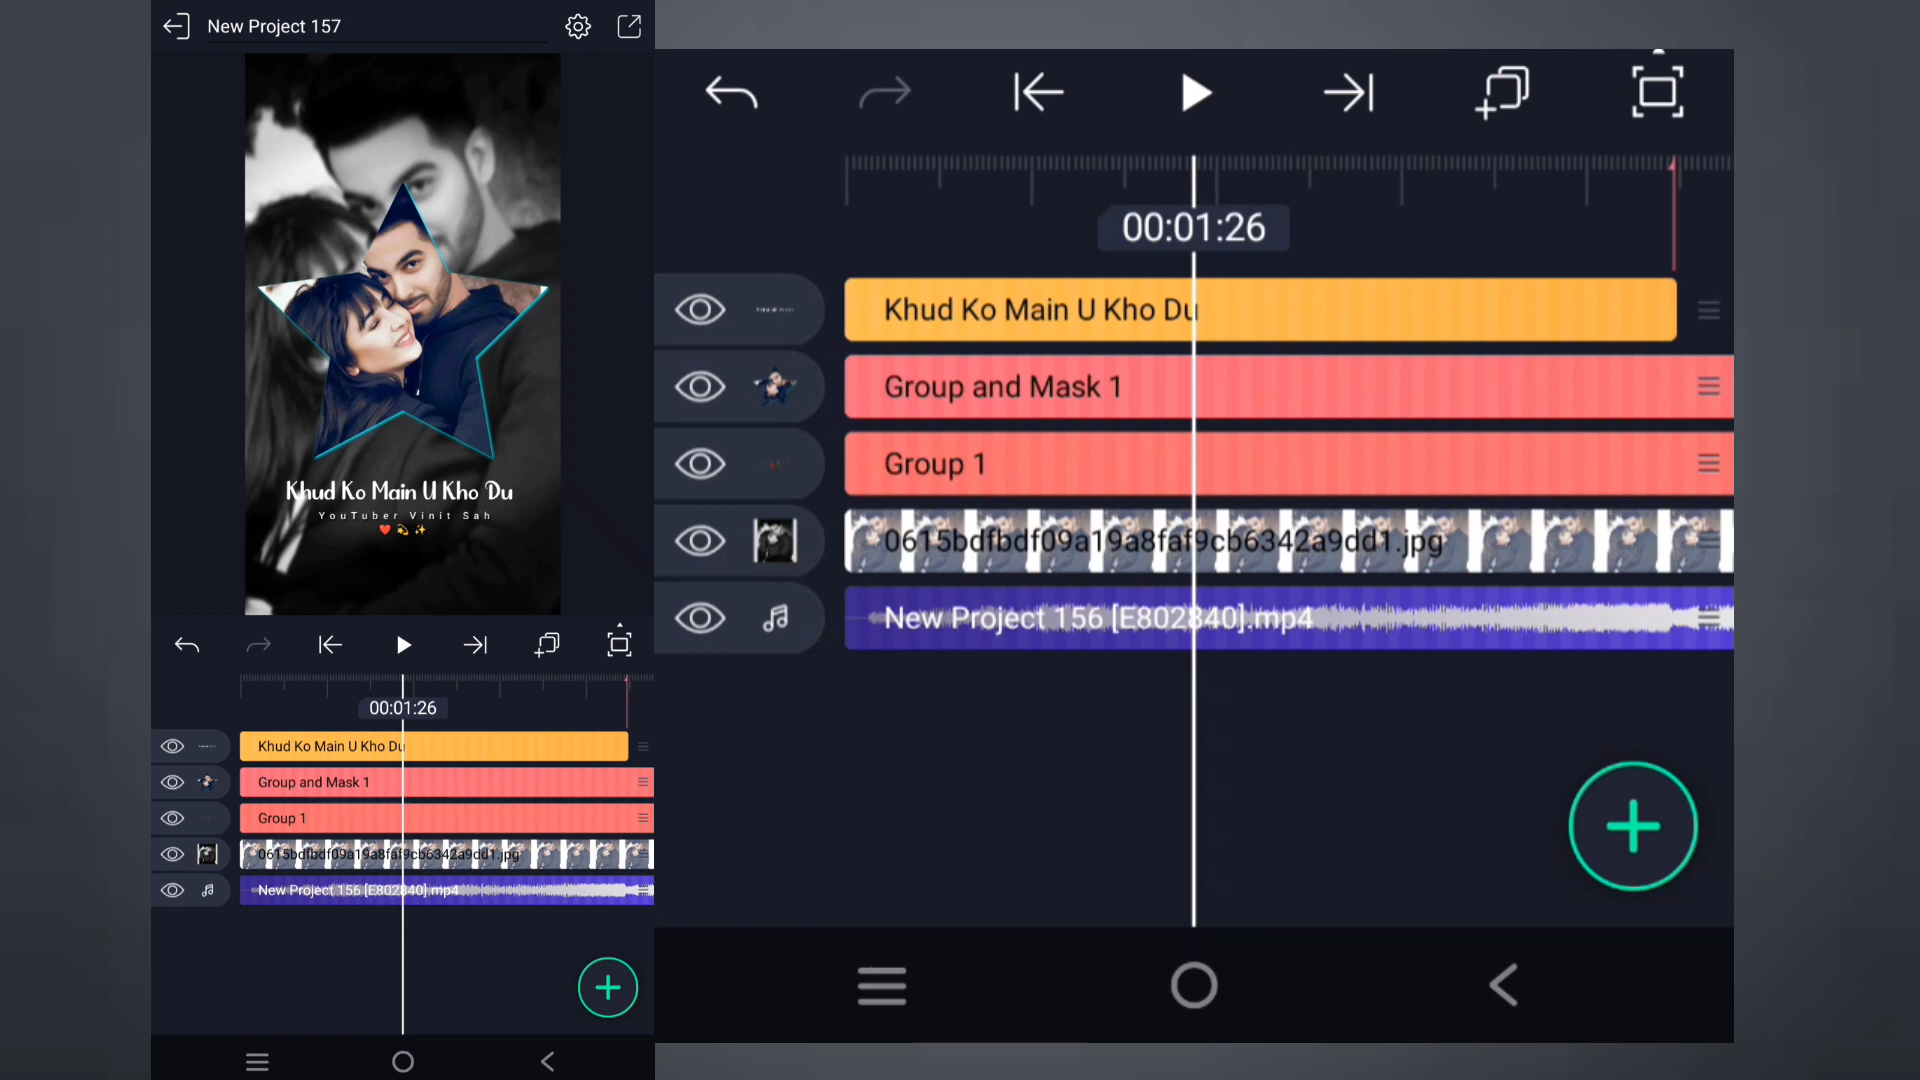 New Project 157
Khud Ko Main U Kho Du
YouTuber Vinit Sah
00:01:26
Khud Ko Main U Kho Du
Group and Mask 1
Group 1
0615bdfbdf09a19a8faf9cb6342a9dd1.jpg
New Project 156 [E802840].mp4
00:01:26
Khud Ko Main U Kho Du
Group and Mask 1
Group 1
0615bdfbdf09a19a8faf9cb6342a9dd1.jpg
New Project 156 [E802840].mp4